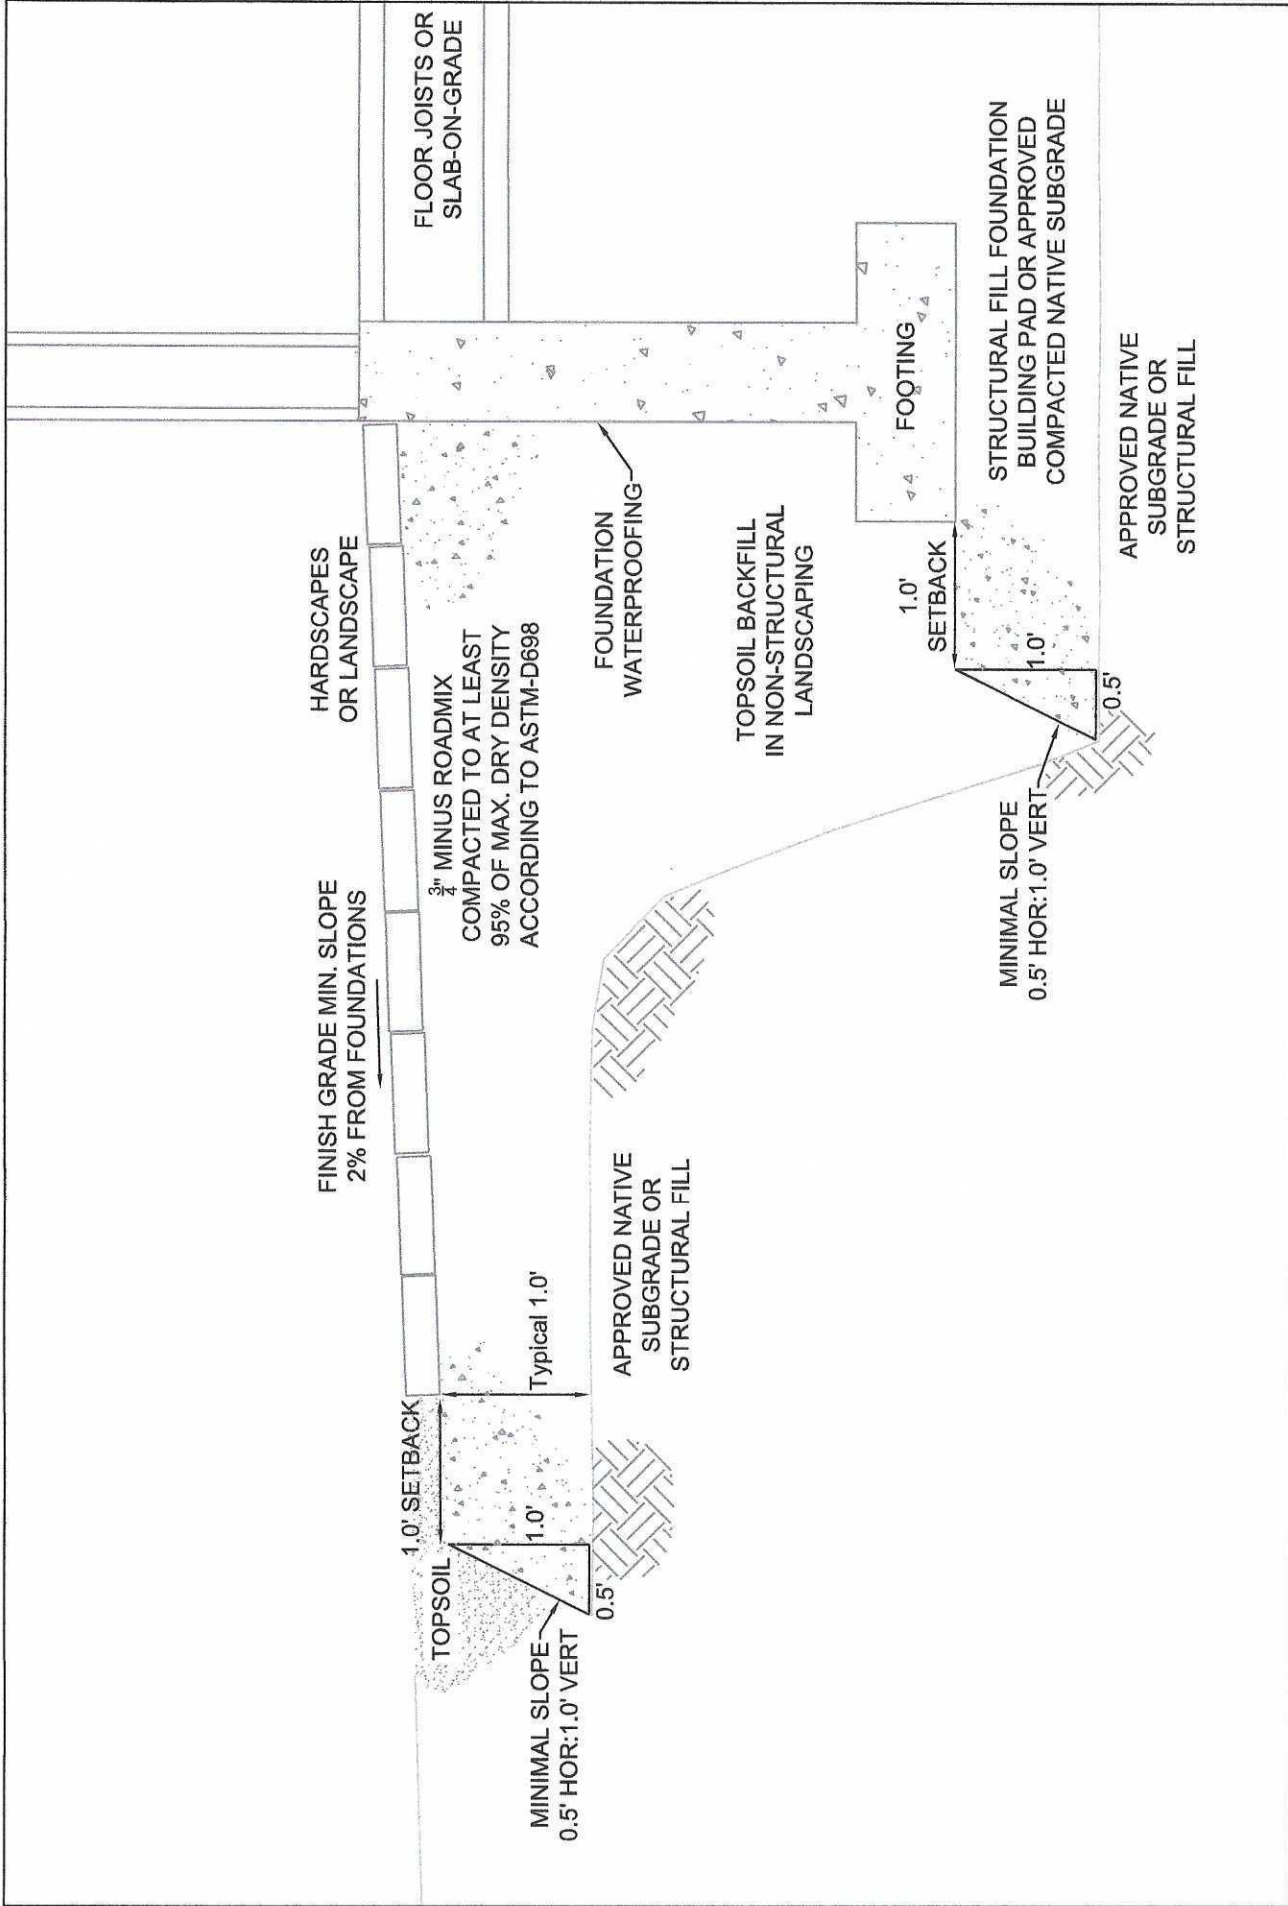 FINISH GRADE MIN. SLOPE
2% FROM FOUNDATIONS
HARDSCAPES
OR LANDSCAPE
FLOOR JOISTS OR
SLAB-ON-GRADE
1.0' SETBACK
TOPSOIL
3/4" MINUS ROADMIX
COMPACTED TO AT LEAST
95% OF MAX. DRY DENSITY
ACCORDING TO ASTM-D698
1.0'
Typical 1.0'
MINIMAL SLOPE
0.5' HOR:1.0' VERT
0.5'
FOUNDATION
WATERPROOFING
APPROVED NATIVE
SUBGRADE OR
STRUCTURAL FILL
TOPSOIL BACKFILL
IN NON-STRUCTURAL
LANDSCAPING
FOOTING
1.0'
SETBACK
STRUCTURAL FILL FOUNDATION
BUILDING PAD OR APPROVED
COMPACTED NATIVE SUBGRADE
1.0'
MINIMAL SLOPE
0.5' HOR:1.0' VERT
0.5'
APPROVED NATIVE
SUBGRADE OR
STRUCTURAL FILL